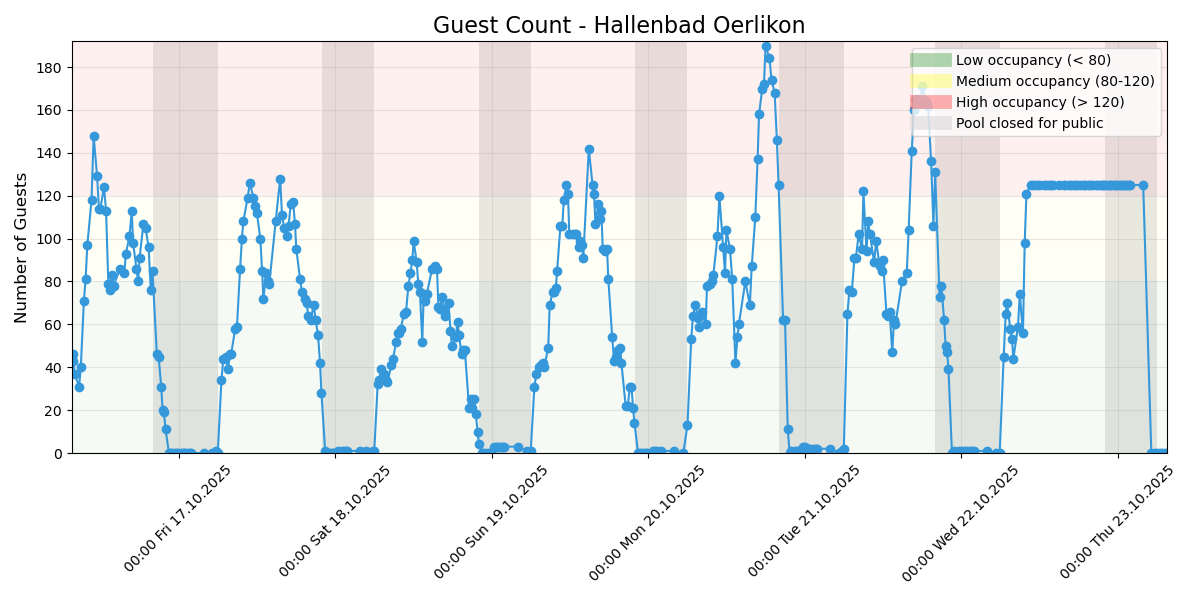 Guest Count - Hallenbad Oerlikon
Number of Guests
180
160
140
120
100
80
60
40
20
0
Low occupancy (< 80)
Medium occupancy (80-120)
High occupancy (> 120)
Pool closed for public
00:00 Fri 17.10.2025
00:00 Sat 18.10.2025
00:00 Sun 19.10.2025
00:00 Mon 20.10.2025
00:00 Tue 21.10.2025
00:00 Wed 22.10.2025
00:00 Thu 23.10.2025